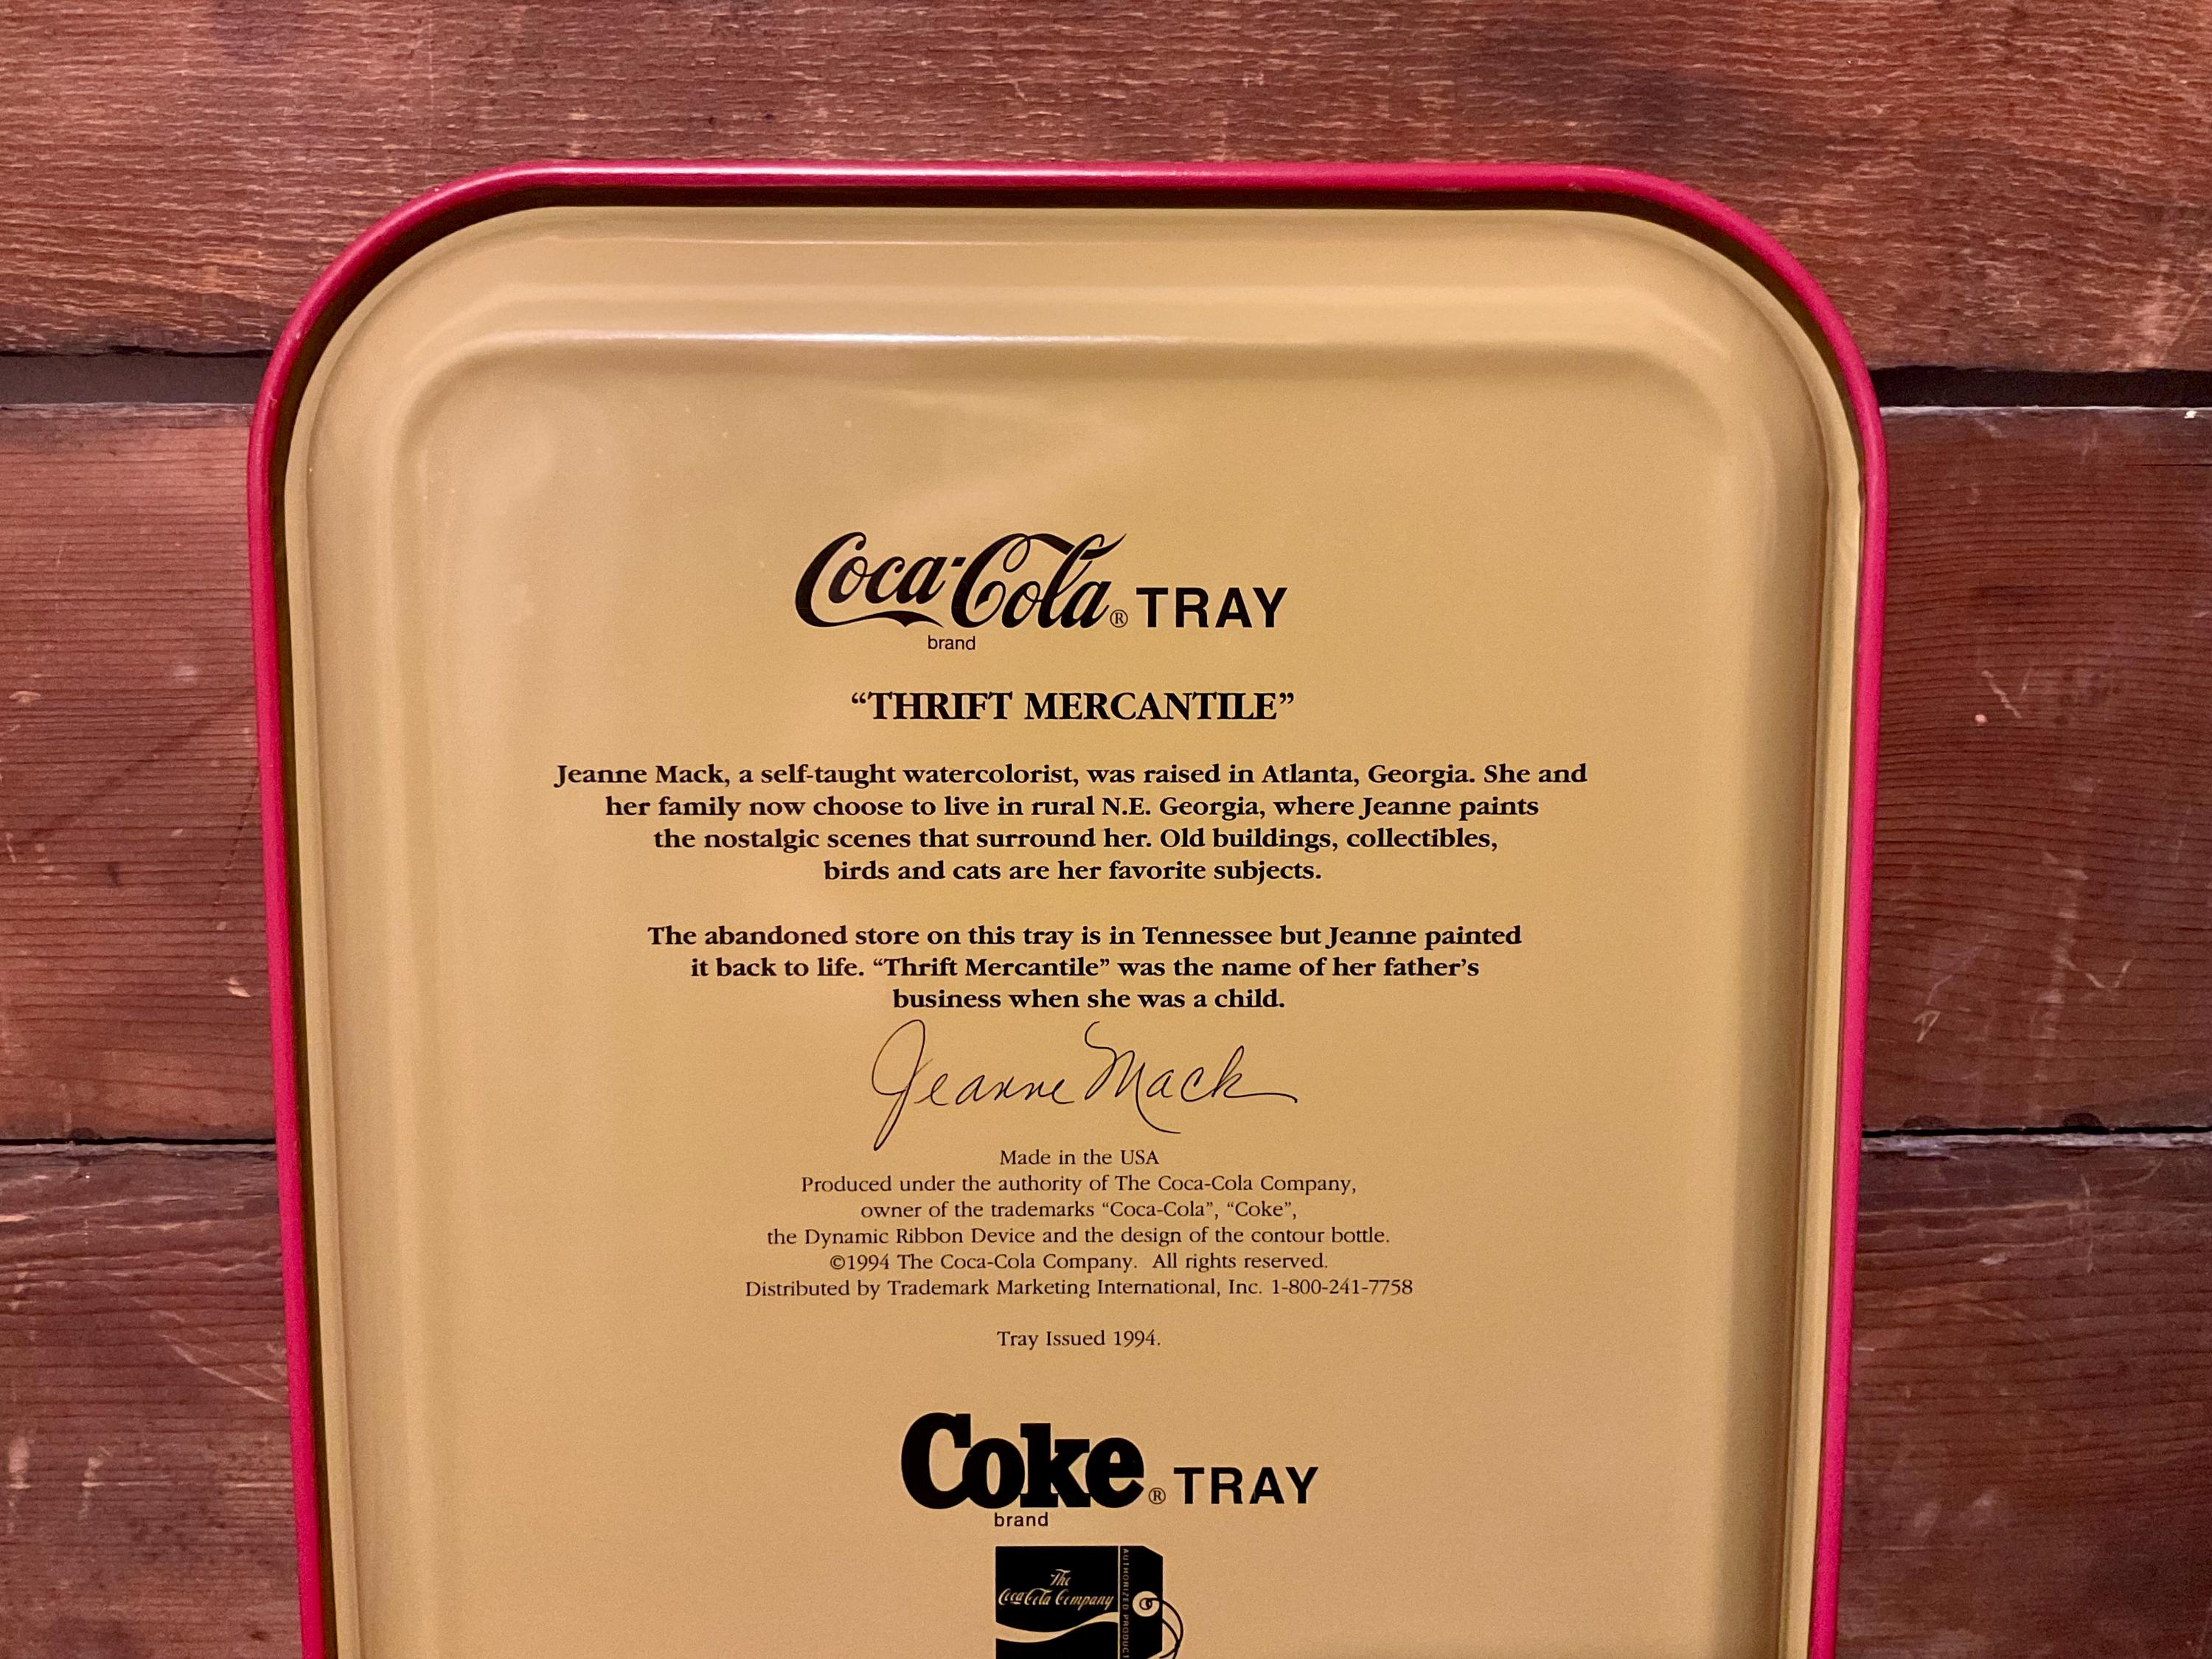 Coca-Cola® TRAY
brand
“THRIFT MERCANTILE”
Jeanne Mack, a self-taught watercolorist, was raised in Atlanta, Georgia. She and
her family now choose to live in rural N.E. Georgia, where Jeanne paints
the nostalgic scenes that surround her. Old buildings, collectibles,
birds and cats are her favorite subjects.
The abandoned store on this tray is in Tennessee but Jeanne painted
it back to life. “Thrift Mercantile” was the name of her father’s
business when she was a child.
Jeanne Mack
Made in the USA
Produced under the authority of The Coca-Cola Company,
owner of the trademarks “Coca-Cola”, “Coke”,
the Dynamic Ribbon Device and the design of the contour bottle.
©1994 The Coca-Cola Company. All rights reserved.
Distributed by Trademark Marketing International, Inc. 1-800-241-7758
Tray Issued 1994.
Coke® TRAY
brand
The
Coca-Cola Company
AUTHORIZED PRODUCT